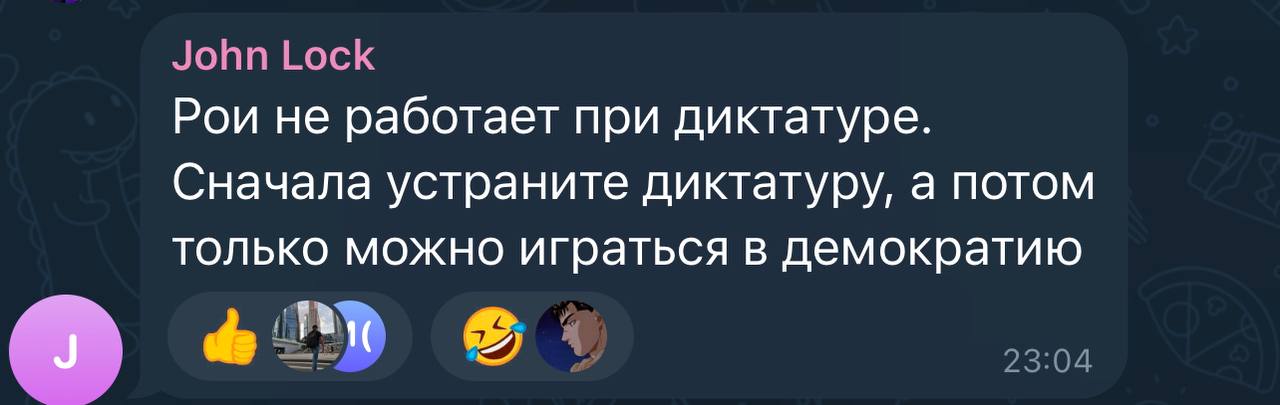 John Lock
Рои не работает при диктатуре.
Сначала устраните диктатуру, а потом
только можно играться в демократию
J
23:04